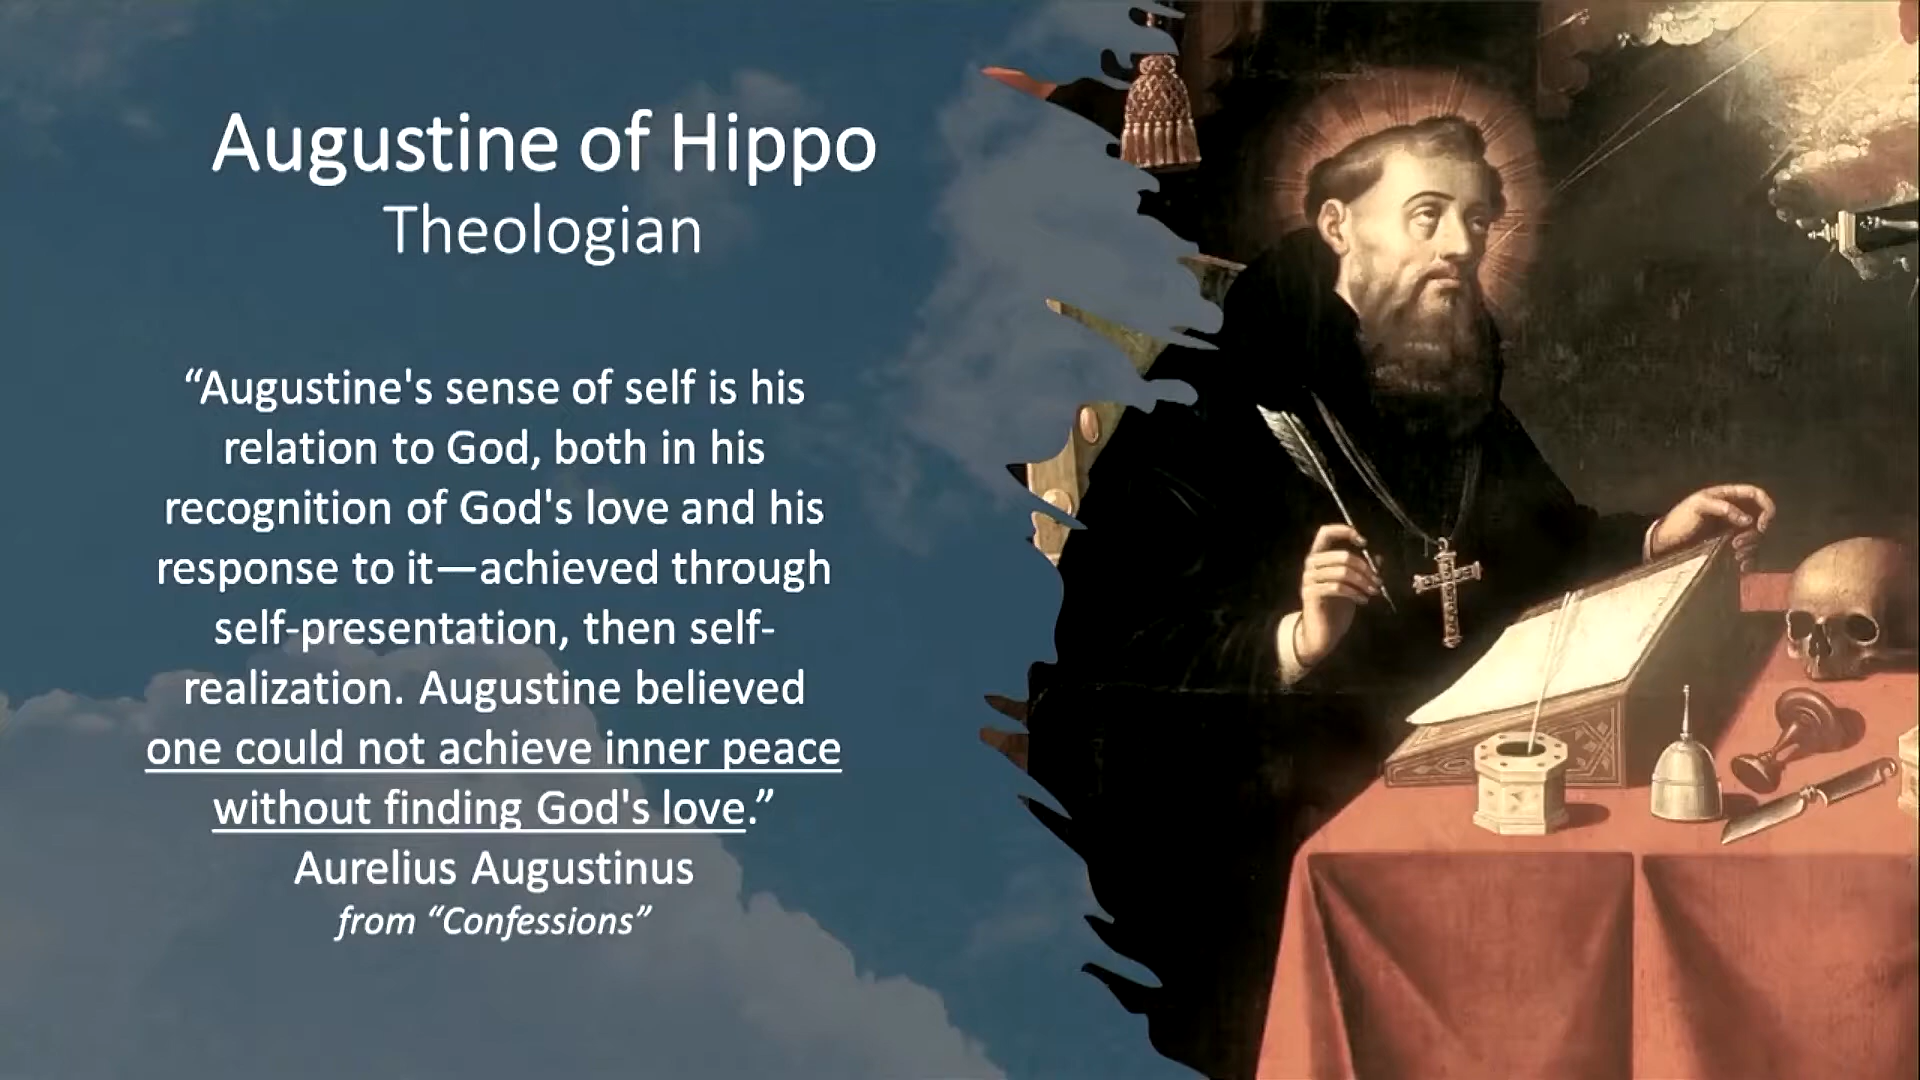 Augustine of Hippo
Theologian
“Augustine's sense of self is his
relation to God, both in his
recognition of God's love and his
response to it—achieved through
self-presentation, then self-
realization. Augustine believed
one could not achieve inner peace
without finding God's love.”
Aurelius Augustinus
from “Confessions”